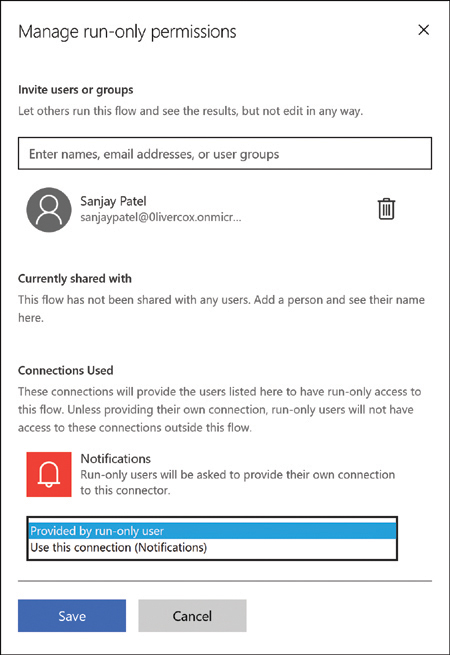 Manage run-only permissions
Invite users or groups
Let others run this flow and see the results, but not edit in any way.
Enter names, email addresses, or user groups
Sanjay Patel
sanjaypatel@0livercox.onmicr...
Currently shared with
This flow has not been shared with any users. Add a person and see their name
here.
Connections Used
These connections will provide the users listed here to have run-only access to
this flow. Unless providing their own connection, run-only users will not have
access to these connections outside this flow.
Notifications
Run-only users will be asked to provide their own connection
to this connector.
Provided by run-only user
Use this connection (Notifications)
Save
Cancel